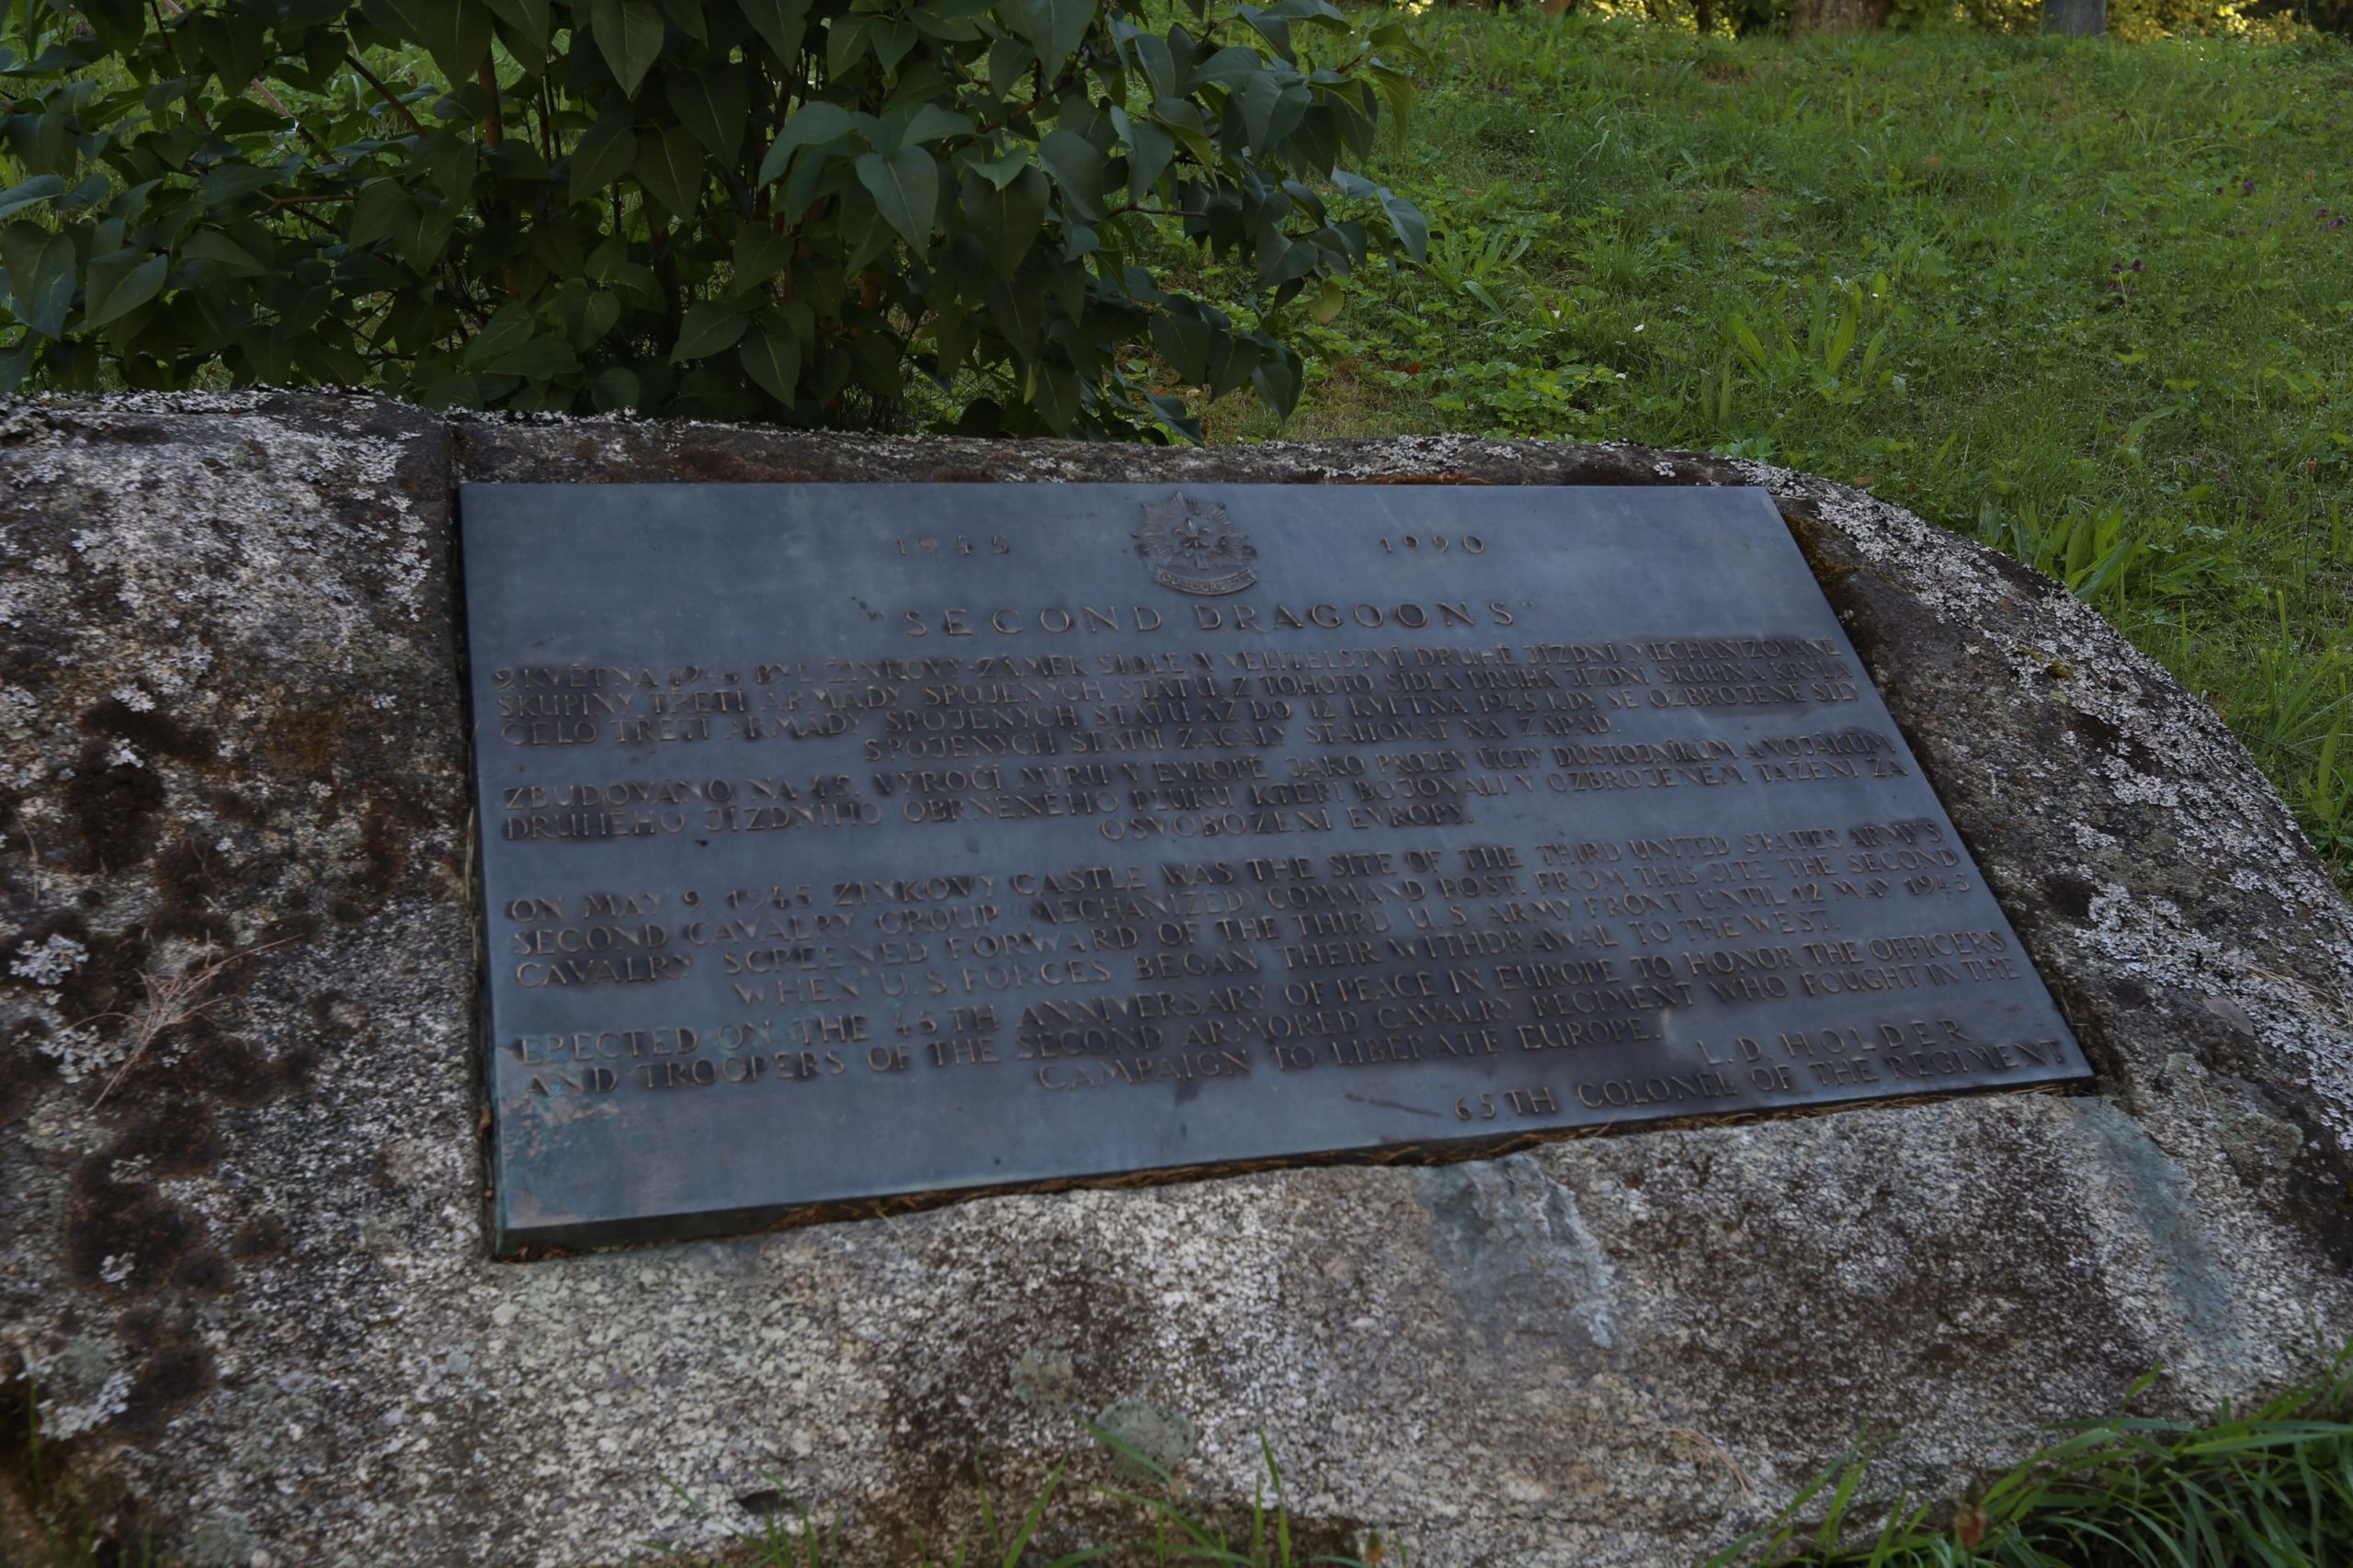 1945 1990
"SECOND DRAGOONS"
9. KVĚTNA 1945 BYL ŽINKOVY-ZÁMEK SÍDLEM VELITELSTVÍ DRUHÉ JÍZDNÍ MECHANIZOVANÉ
SKUPINY TŘETÍ ARMÁDY SPOJENÝCH STÁTŮ. Z TOHOTO SÍDLA DRUHÁ JÍZDNÍ SKUPINA KRYLA
ČELO TŘETÍ ARMÁDY SPOJENÝCH STÁTŮ AŽ DO 12. KVĚTNA 1945 KDY SE OZBROJENÉ SÍLY
SPOJENÝCH STÁTŮ ZAČALY STAHOVAT NA ZÁPAD.
ZBUDOVÁNO NA 45. VÝROČÍ MÍRU V EVROPĚ JAKO PROJEV ÚCTY DŮSTOJNÍKŮM A VOJÁKŮM
DRUHÉHO JÍZDNÍHO OBRNĚNÉHO PLUKU KTEŘÍ BOJOVALI V OZBROJENÉM TAŽENÍ ZA
OSVOBOZENÍ EVROPY.
ON MAY 9, 1945 ZINKOVY CASTLE WAS THE SITE OF THE THIRD UNITED STATES ARMY'S
SECOND CAVALRY GROUP (MECHANIZED) COMMAND POST. FROM THIS SITE THE SECOND
CAVALRY SCREENED FORWARD OF THE THIRD U.S. ARMY FRONT UNTIL 12 MAY 1945
WHEN U.S. FORCES BEGAN THEIR WITHDRAWAL TO THE WEST.
ERECTED ON THE 45TH ANNIVERSARY OF PEACE IN EUROPE TO HONOR THE OFFICERS
AND TROOPERS OF THE SECOND ARMORED CAVALRY REGIMENT WHO FOUGHT IN THE
CAMPAIGN TO LIBERATE EUROPE.
L. D. HOLDER
65TH COLONEL OF THE REGIMENT